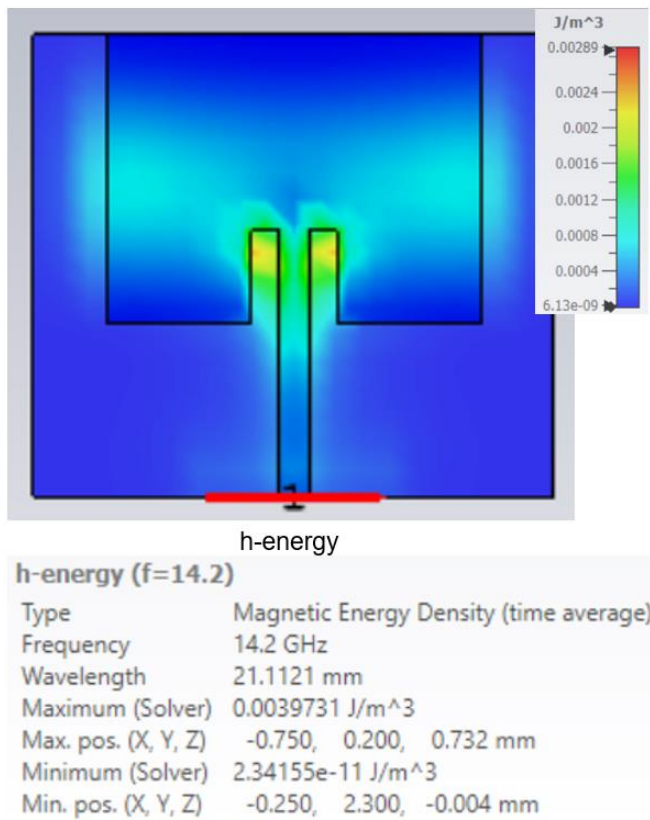 J/m^3
0.00289
0.0024
0.002
0.0016
0.0012
0.0008
0.0004
6.13e-09
1
h-energy
h-energy (f=14.2)
Type Magnetic Energy Density (time average)
Frequency 14.2 GHz
Wavelength 21.1121 mm
Maximum (Solver) 0.0039731 J/m^3
Max. pos. (X, Y, Z) -0.750, 0.200, 0.732 mm
Minimum (Solver) 2.34155e-11 J/m^3
Min. pos. (X, Y, Z) -0.250, 2.300, -0.004 mm